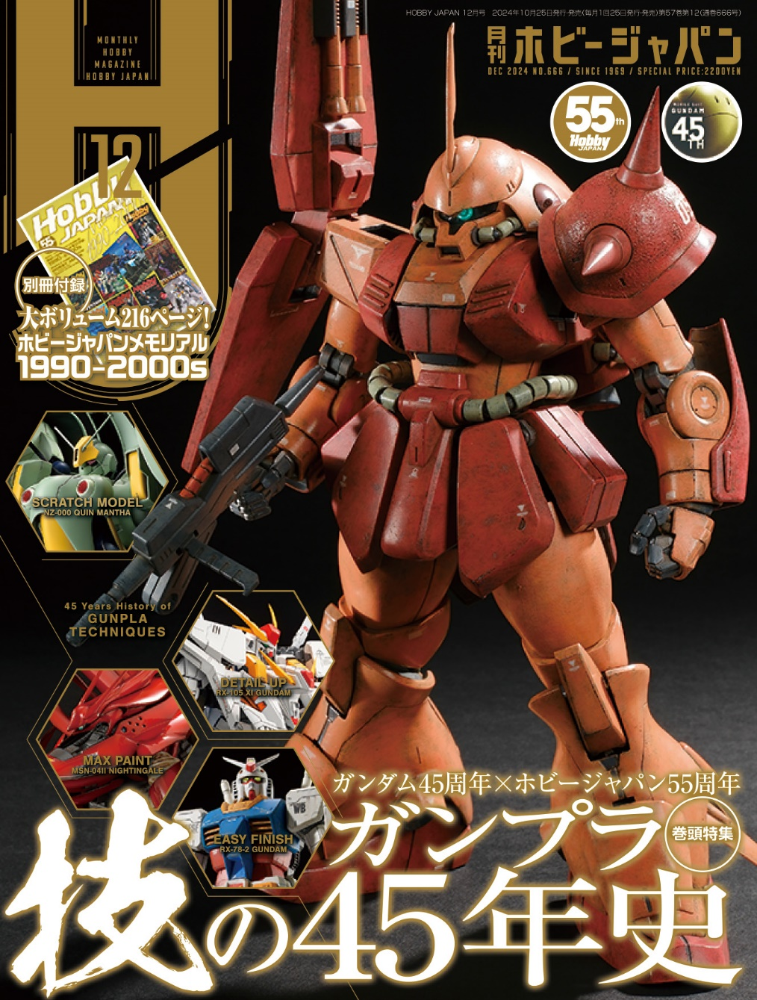 HOBBY JAPAN 12月号　2024年10月25日発行・発売(毎月1回25日発行・発売)第57巻第12(通巻666号)
MONTHLY
HOBBY
MAGAZINE
HOBBY JAPAN
月刊ホビージャパン
DEC 2024 NO.666 / SINCE 1969 / SPECIAL PRICE:2200YEN
55th
Hobby
JAPAN
MOBILE SUIT
GUNDAM
45
TH
12
Hobby
JAPAN
55
別冊付録
大ボリューム216ページ!
ホビージャパンメモリアル
1990-2000s
SCRATCH MODEL
NZ-000 QUIN MANTHA
45 Years History of
GUNPLA
TECHNIQUES
DETAIL-UP
RX-105 XI GUNDAM
MAX PAINT
MSN-04II NIGHTINGALE
WB
EASY FINISH
RX-78-2 GUNDAM
ガンダム45周年×ホビージャパン55周年
ガンプラ
巻頭特集
技の45年史